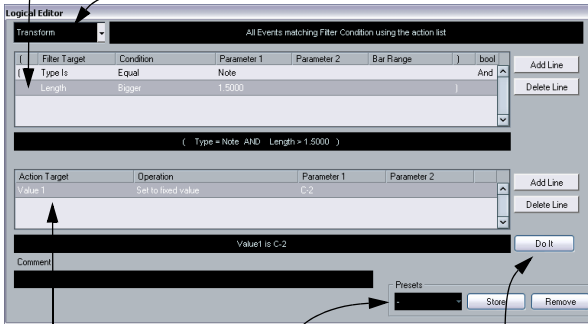 Logical Editor
Transform
All Events matching Filter Condition using the action list
( Filter Target Condition Parameter 1 Parameter 2 Bar Range ) bool
( Type Is Equal Note And
Length Bigger 1.5000 )
Add Line
Delete Line
( Type = Note AND Length > 1.5000 )
Action Target Operation Parameter 1 Parameter 2
Value 1 Set to fixed value C-2
Add Line
Delete Line
Value1 is C-2
Do It
Comment
Presets
-
Store
Remove